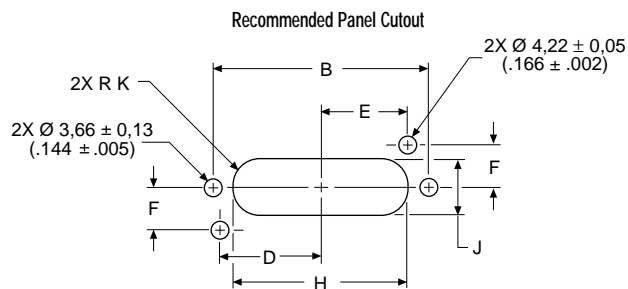 Recommended Panel Cutout
2X Ø 4,22 ± 0,05
(.166 ± .002)
B
2X R K
E
2X Ø 3,66 ± 0,13
(.144 ± .005)
F
F
J
D
H